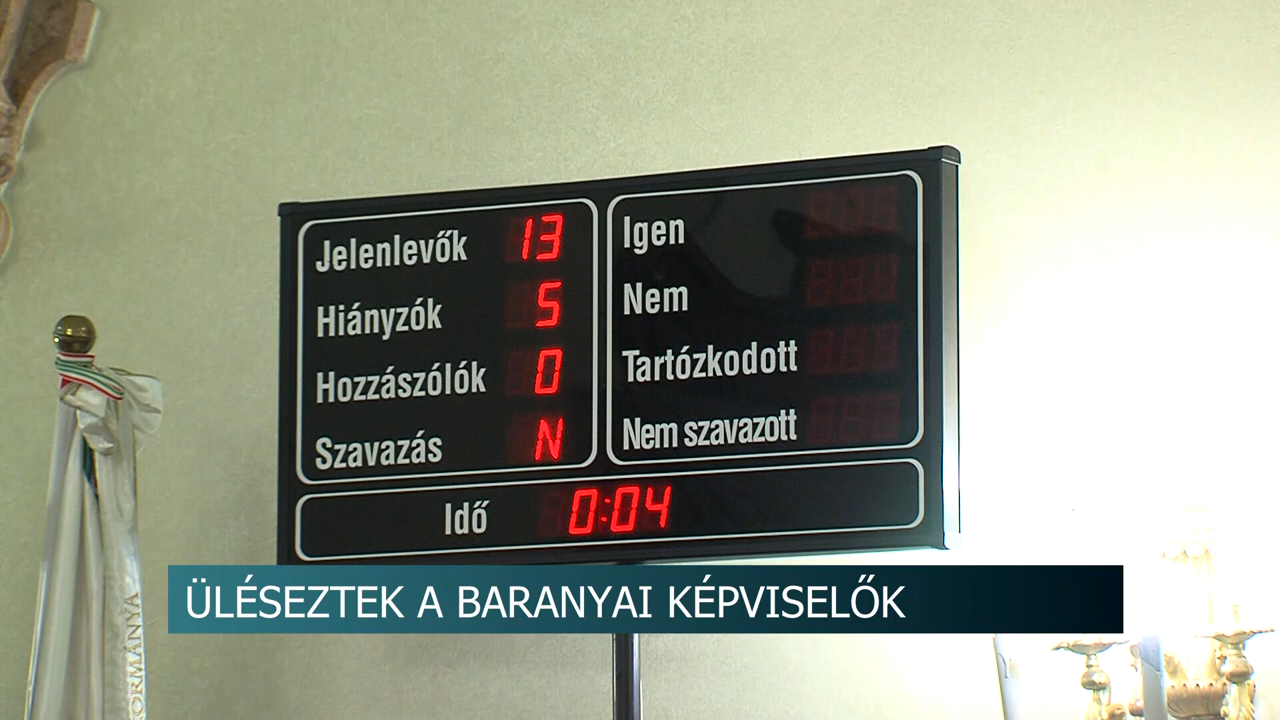 Jelenlevők 13
Hiányzók 5
Hozzászólók 0
Szavazás N
Igen
Nem
Tartózkodott
Nem szavazott
Idő 0:04
ÜLÉSEZTEK A BARANYAI KÉPVISELŐK